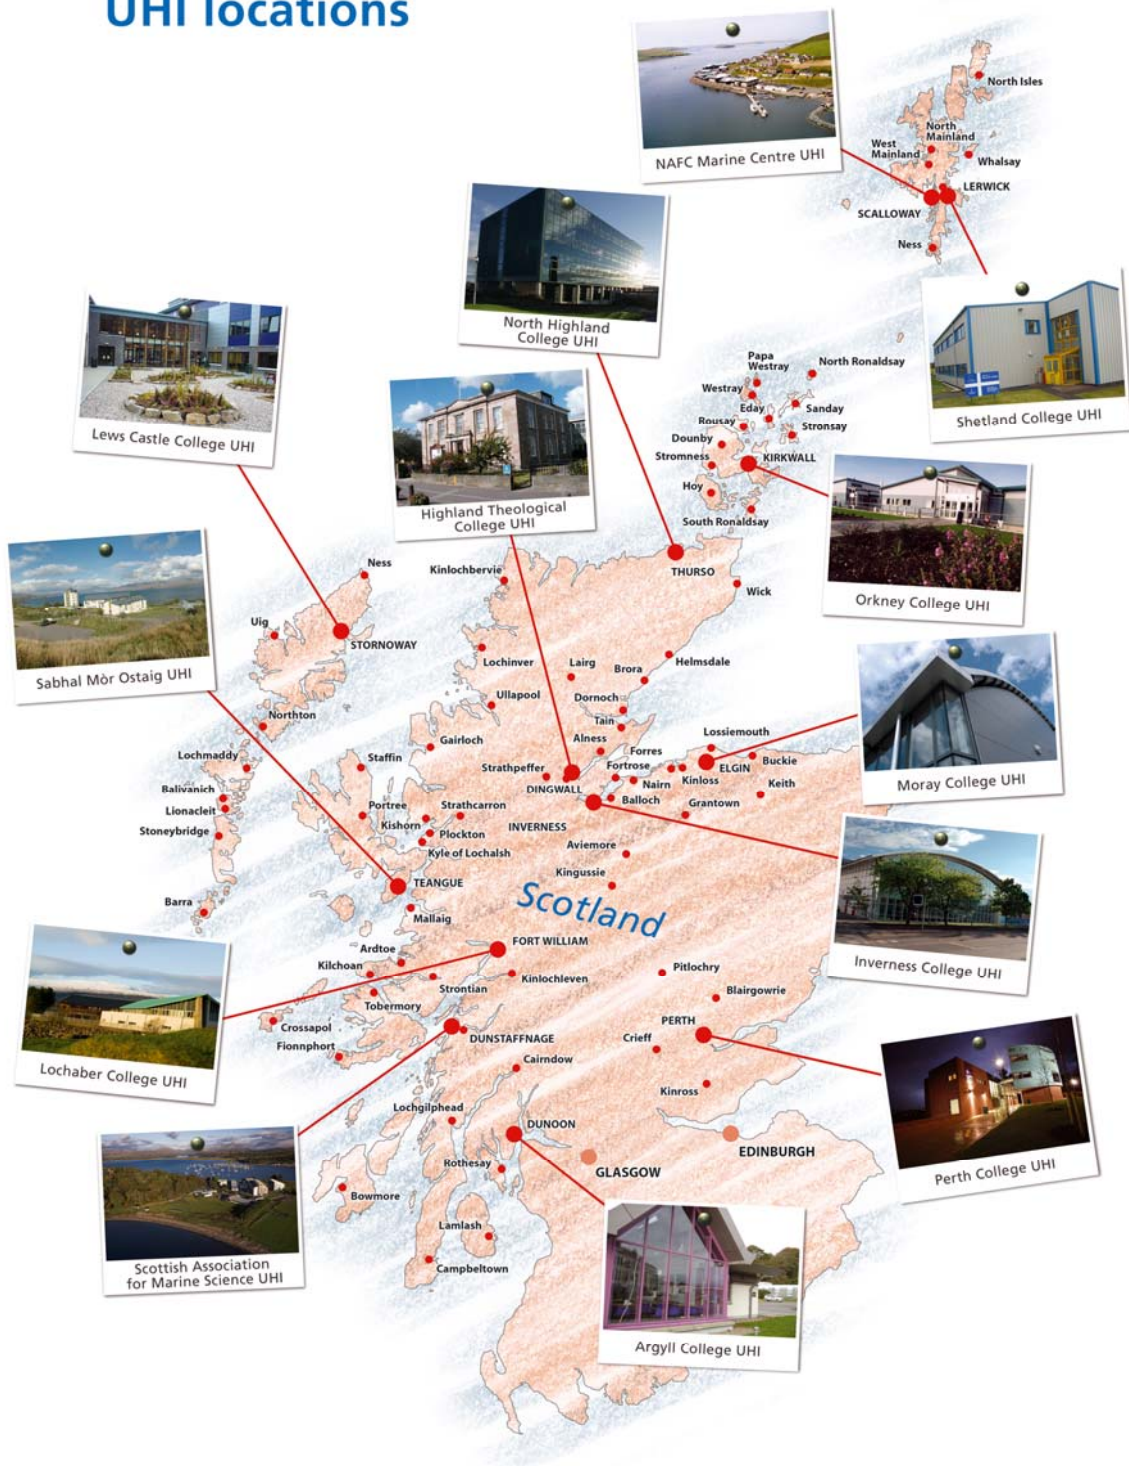 UHI locations
NAFC Marine Centre UHI
North Isles
North
Mainland
West
Mainland
Whalsay
LERWICK
SCALLOWAY
Ness
North Highland
College UHI
Shetland College UHI
Lews Castle College UHI
Highland Theological
College UHI
Papa
Westray
North Ronaldsay
Westray
Eday
Sanday
Rousay
Stronsay
Dounby
Stromness
KIRKWALL
Hoy
South Ronaldsay
Orkney College UHI
THURSO
Wick
Kinlochbervie
Ness
Uig
STORNOWAY
Sabhal Mòr Ostaig UHI
Lochinver
Lairg
Brora
Helmsdale
Ullapool
Dornoch
Tain
Northton
Gairloch
Alness
Lossiemouth
Forres
Lochmaddy
Staffin
Strathpeffer
Fortrose
ELGIN
Buckie
DINGWALL
Nairn
Kinloss
Keith
Moray College UHI
Balivanich
Lionacleit
Portree
Strathcarron
Balloch
Grantown
Kishorn
Plockton
INVERNESS
Stoneybridge
Kyle of Lochalsh
Aviemore
Kingussie
TEANGUE
Scotland
Barra
Mallaig
Inverness College UHI
Ardtoe
FORT WILLIAM
Kilchoan
Kinlochleven
Pitlochry
Strontian
Tobermory
Blairgowrie
Crossapol
Fionnphort
DUNSTAFFNAGE
PERTH
Crieff
Lochaber College UHI
Cairndow
Kinross
Lochgilphead
DUNOON
EDINBURGH
Rothesay
GLASGOW
Perth College UHI
Bowmore
Lamlash
Campbeltown
Scottish Association
for Marine Science UHI
Argyll College UHI